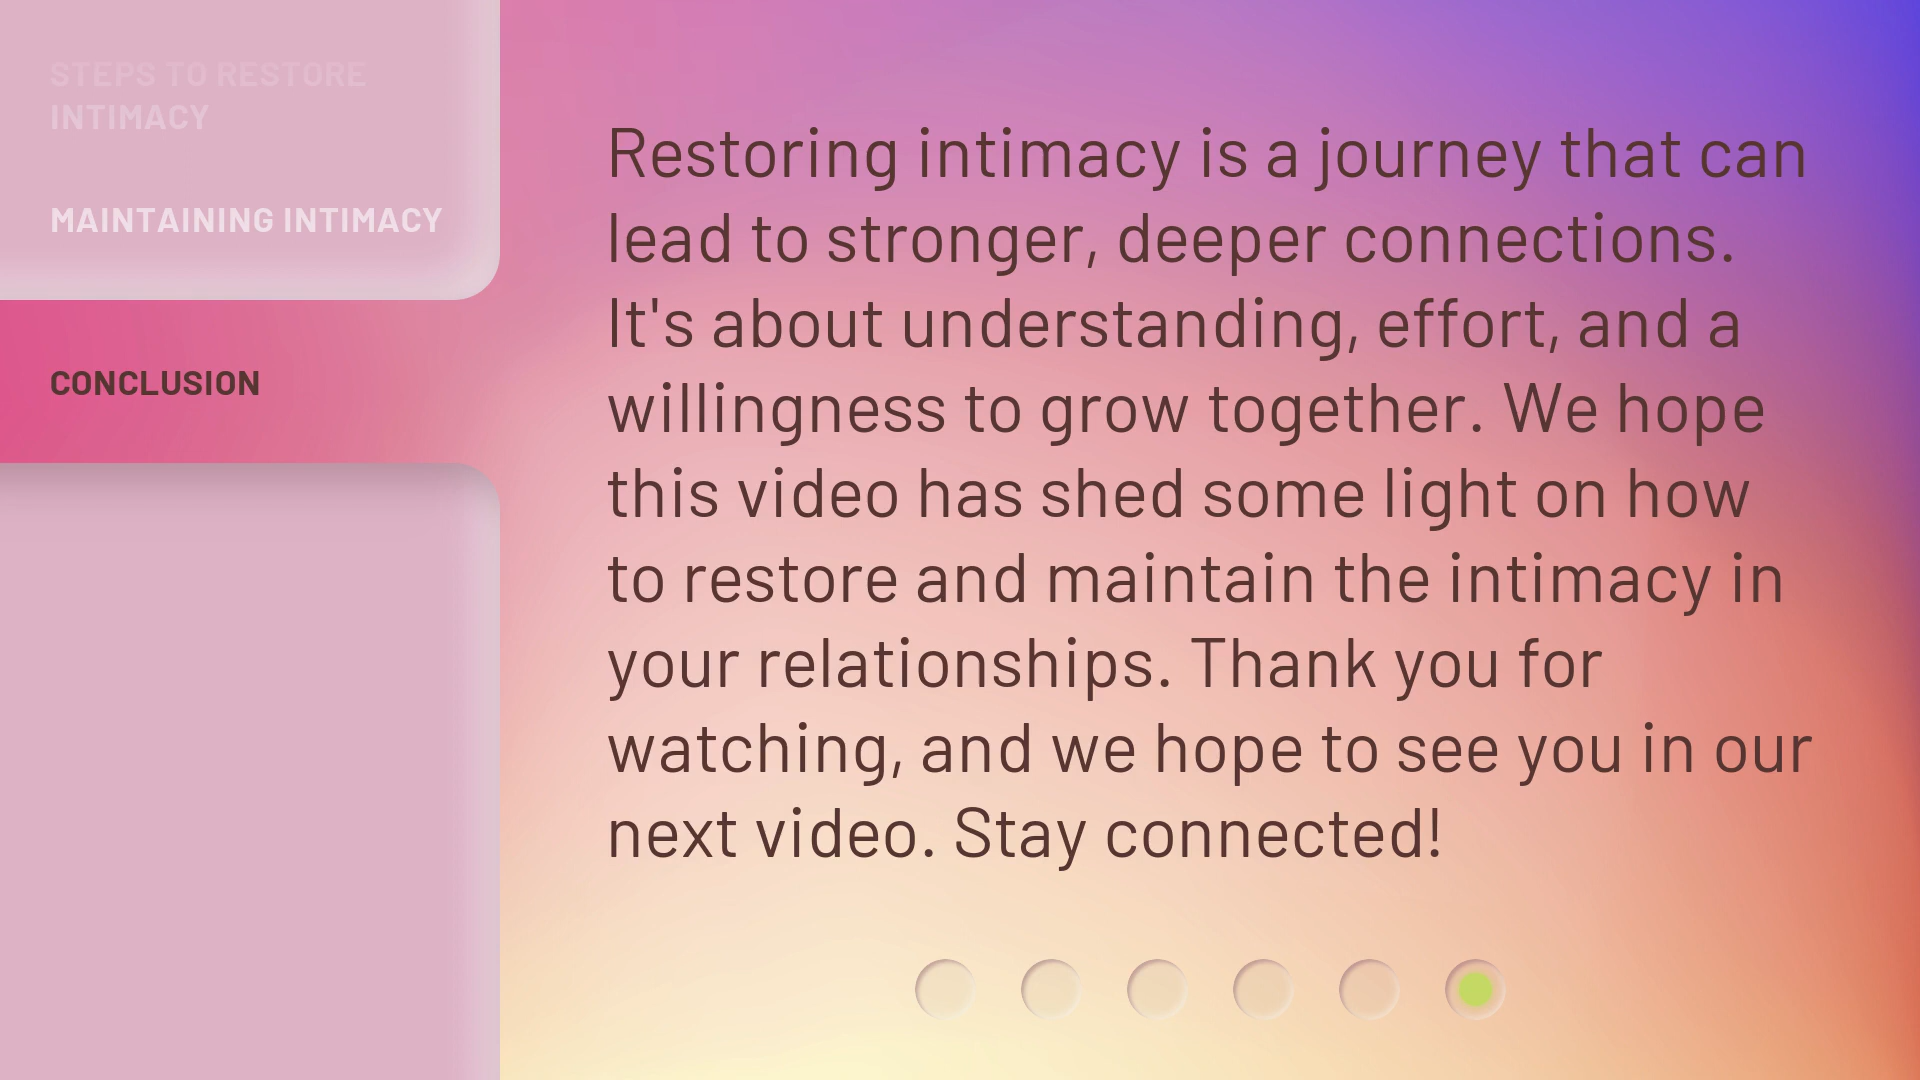 STEPS TO RESTORE
INTIMACY
MAINTAINING INTIMACY
CONCLUSION
Restoring intimacy is a journey that can
lead to stronger, deeper connections.
It's about understanding, effort, and a
willingness to grow together. We hope
this video has shed some light on how
to restore and maintain the intimacy in
your relationships. Thank you for
watching, and we hope to see you in our
next video. Stay connected!